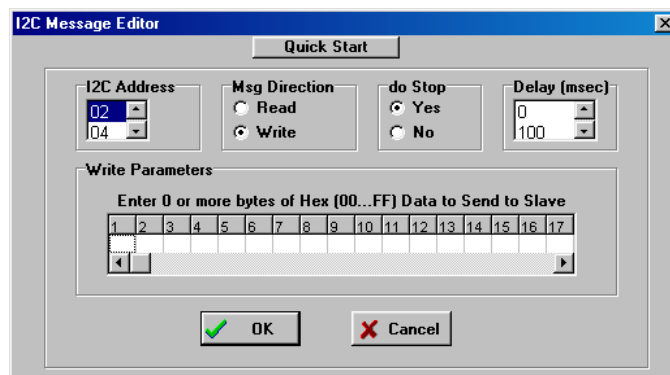 I2C Message Editor
Quick Start
I2C Address
Msg Direction
do Stop
Delay (msec)
02
04
Read
Write
Yes
No
0
100
Write Parameters
Enter 0 or more bytes of Hex (00...FF) Data to Send to Slave
1 2 3 4 5 6 7 8 9 10 11 12 13 14 15 16 17
OK
Cancel